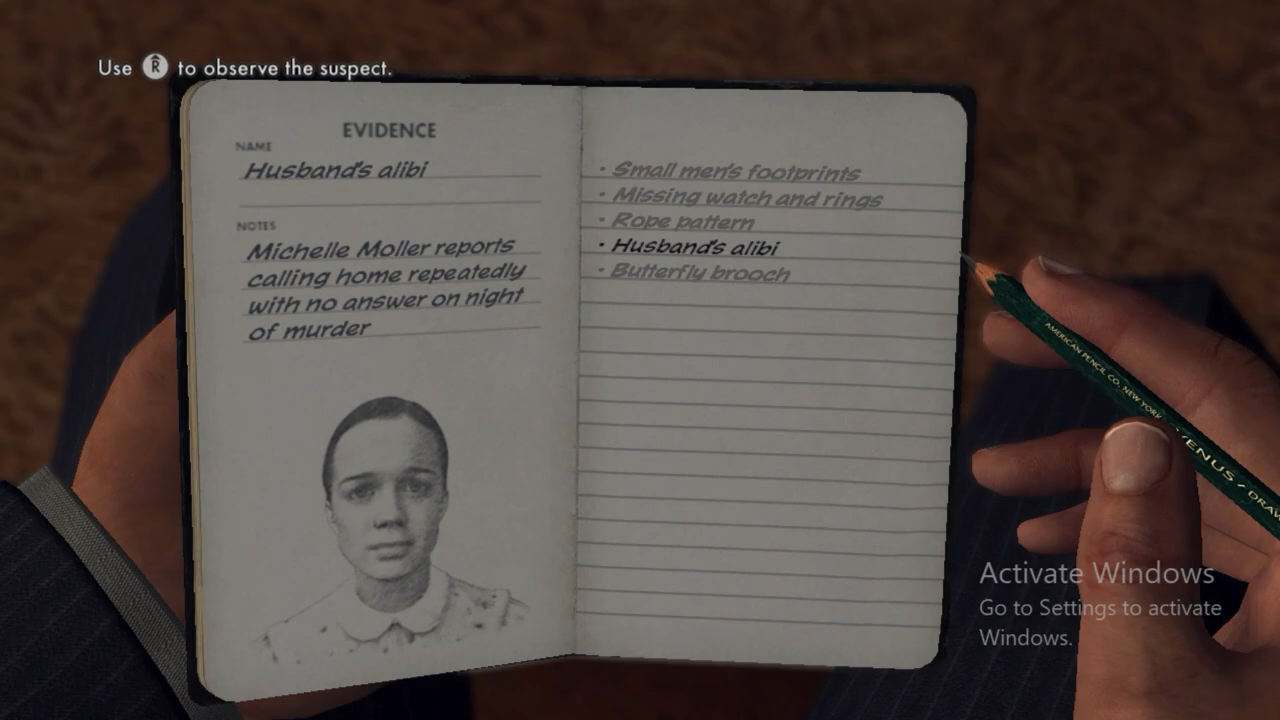 Use R to observe the suspect.
EVIDENCE
NAME
Husband's alibi
NOTES
Michelle Moller reports
calling home repeatedly
with no answer on night
of murder
• Small men's footprints
• Missing watch and rings
• Rope pattern
• Husband's alibi
• Butterfly brooch
AMERICAN PENCIL CO. NEW YORK
VENUS / DRAW
Activate Windows
Go to Settings to activate
Windows.